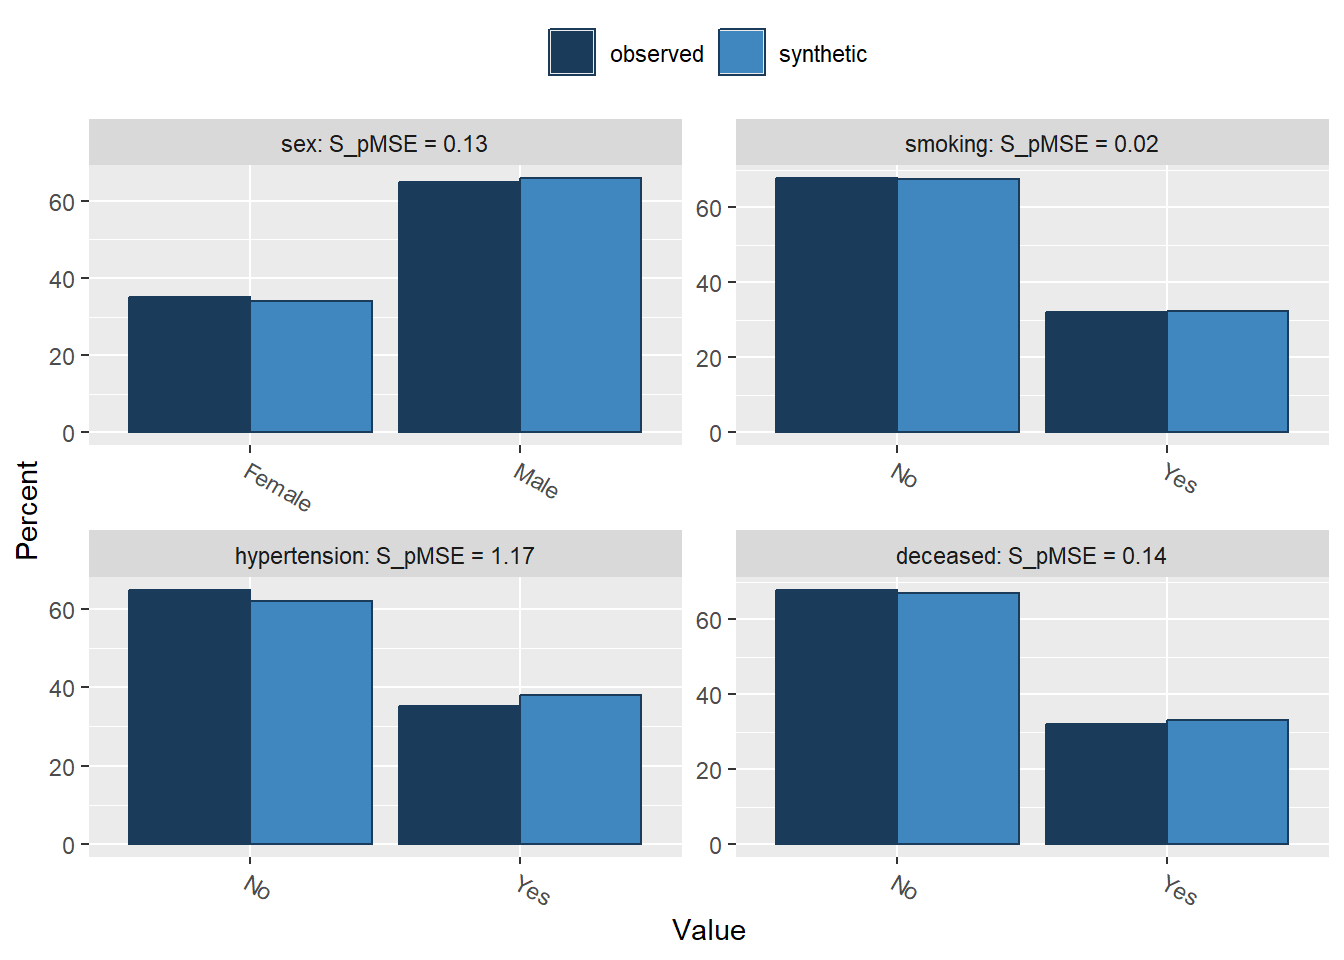 observed synthetic
sex: S_pMSE = 0.13
60
40
20
0
Female Male
smoking: S_pMSE = 0.02
60
40
20
0
No Yes
hypertension: S_pMSE = 1.17
60
40
20
0
No Yes
deceased: S_pMSE = 0.14
60
40
20
0
No Yes
Percent
Value